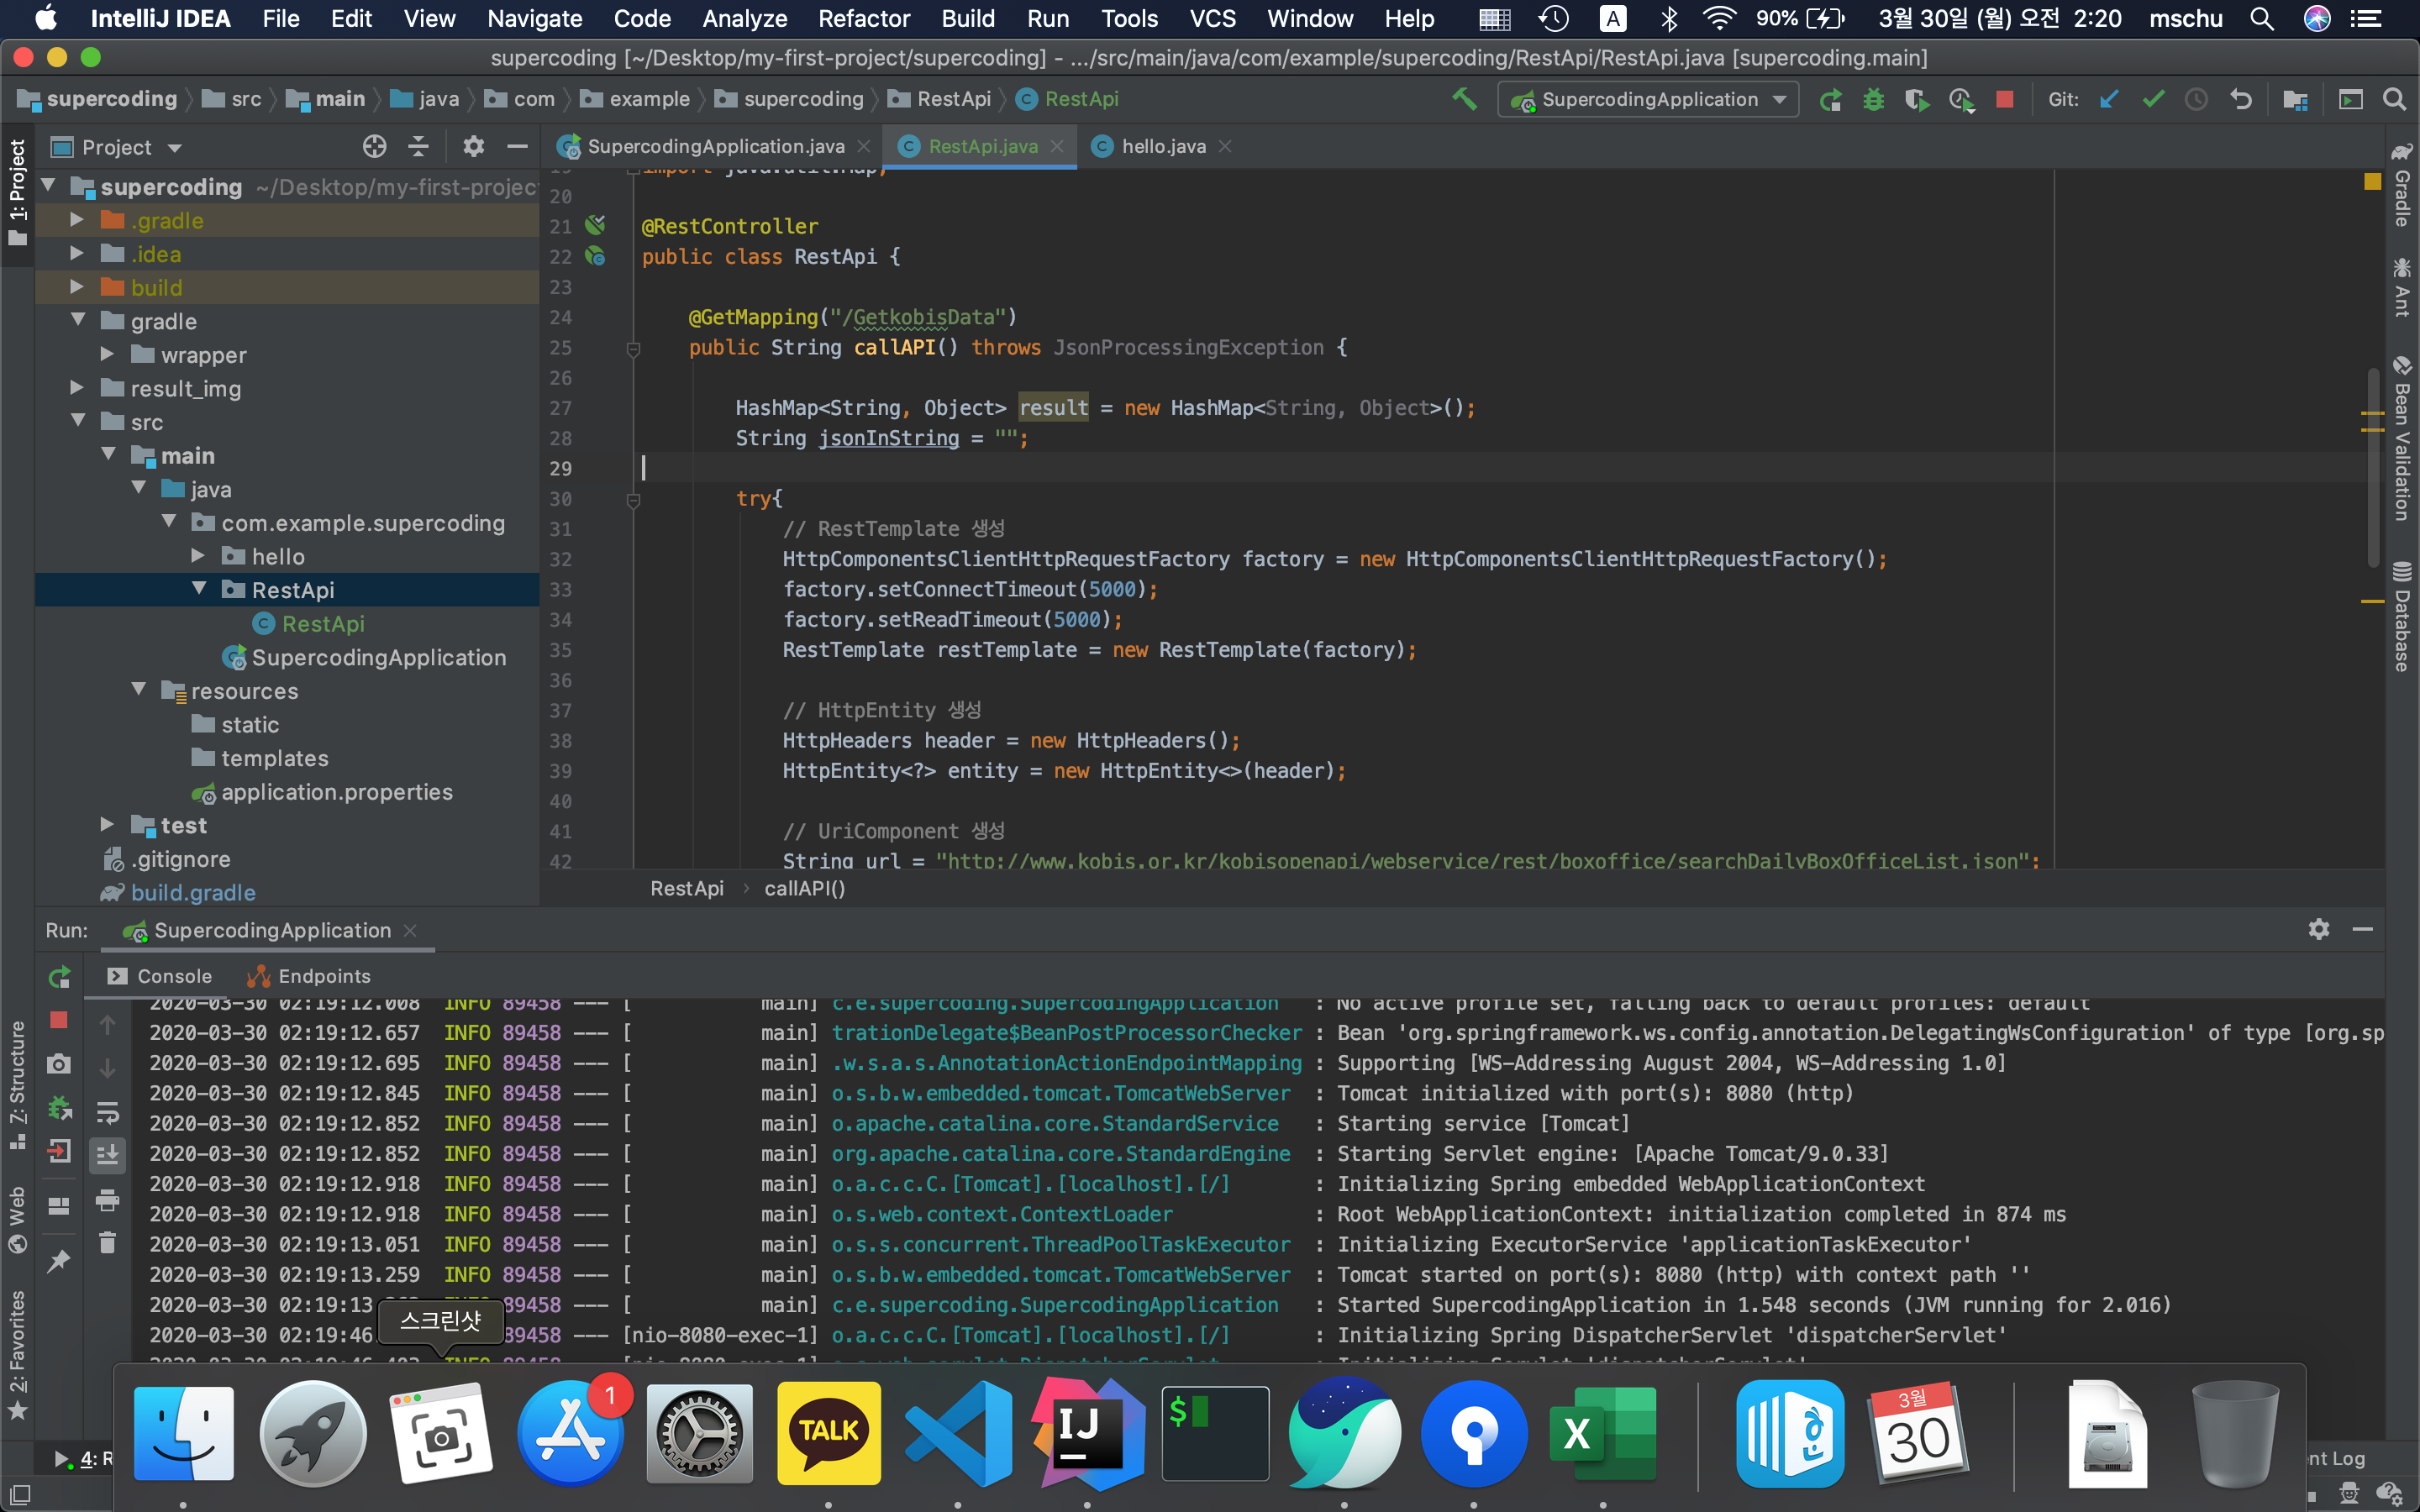 IntelliJ IDEA File Edit View Navigate Code Analyze Refactor Build Run Tools VCS Window Help A 90% 3월 30일 (월) 오전 2:20 mschu
supercoding [~/Desktop/my-first-project/supercoding] - .../src/main/java/com/example/supercoding/RestApi/RestApi.java [supercoding.main]
supercoding src main java com example supercoding RestApi RestApi SupercodingApplication Git:
1: Project
Project
SupercodingApplication.java RestApi.java hello.java
supercoding ~/Desktop/my-first-projec
.gradle
.idea
build
gradle
wrapper
result_img
src
main
java
com.example.supercoding
hello
RestApi
RestApi
SupercodingApplication
resources
static
templates
application.properties
test
.gitignore
build.gradle
19 import java.util.Map;
20
21 @RestController
22 public class RestApi {
23
24 @GetMapping("/GetkobisData")
25 public String callAPI() throws JsonProcessingException {
26
27 HashMap<String, Object> result = new HashMap<String, Object>();
28 String jsonInString = "";
29
30 try{
31 // RestTemplate 생성
32 HttpComponentsClientHttpRequestFactory factory = new HttpComponentsClientHttpRequestFactory();
33 factory.setConnectTimeout(5000);
34 factory.setReadTimeout(5000);
35 RestTemplate restTemplate = new RestTemplate(factory);
36
37 // HttpEntity 생성
38 HttpHeaders header = new HttpHeaders();
39 HttpEntity<?> entity = new HttpEntity<>(header);
40
41 // UriComponent 생성
42 String url = "http://www.kobis.or.kr/kobisopenapi/webservice/rest/boxoffice/searchDailyBoxOfficeList.json";
RestApi callAPI()
Gradle
Ant
Bean Validation
Database
Run: SupercodingApplication
Console Endpoints
2020-03-30 02:19:12.008 INFO 89458 --- [ main] c.e.supercoding.SupercodingApplication : No active profile set, falling back to default profiles: default
2020-03-30 02:19:12.657 INFO 89458 --- [ main] trationDelegate$BeanPostProcessorChecker : Bean 'org.springframework.ws.config.annotation.DelegatingWsConfiguration' of type [org.sp
2020-03-30 02:19:12.695 INFO 89458 --- [ main] .w.s.a.s.AnnotationActionEndpointMapping : Supporting [WS-Addressing August 2004, WS-Addressing 1.0]
2020-03-30 02:19:12.845 INFO 89458 --- [ main] o.s.b.w.embedded.tomcat.TomcatWebServer : Tomcat initialized with port(s): 8080 (http)
2020-03-30 02:19:12.852 INFO 89458 --- [ main] o.apache.catalina.core.StandardService : Starting service [Tomcat]
2020-03-30 02:19:12.852 INFO 89458 --- [ main] org.apache.catalina.core.StandardEngine : Starting Servlet engine: [Apache Tomcat/9.0.33]
2020-03-30 02:19:12.918 INFO 89458 --- [ main] o.a.c.c.C.[Tomcat].[localhost].[/] : Initializing Spring embedded WebApplicationContext
2020-03-30 02:19:12.918 INFO 89458 --- [ main] o.s.web.context.ContextLoader : Root WebApplicationContext: initialization completed in 874 ms
2020-03-30 02:19:13.051 INFO 89458 --- [ main] o.s.s.concurrent.ThreadPoolTaskExecutor : Initializing ExecutorService 'applicationTaskExecutor'
2020-03-30 02:19:13.259 INFO 89458 --- [ main] o.s.b.w.embedded.tomcat.TomcatWebServer : Tomcat started on port(s): 8080 (http) with context path ''
2020-03-30 02:19:13 89458 --- [ main] c.e.supercoding.SupercodingApplication : Started SupercodingApplication in 1.548 seconds (JVM running for 2.016)
2020-03-30 02:19:46. 89458 --- [nio-8080-exec-1] o.a.c.c.C.[Tomcat].[localhost].[/] : Initializing Spring DispatcherServlet 'dispatcherServlet'
스크린샷
Z: Structure
Web
2: Favorites
4: R
nt Log
1
TALK
IJ
$
X
3월
30